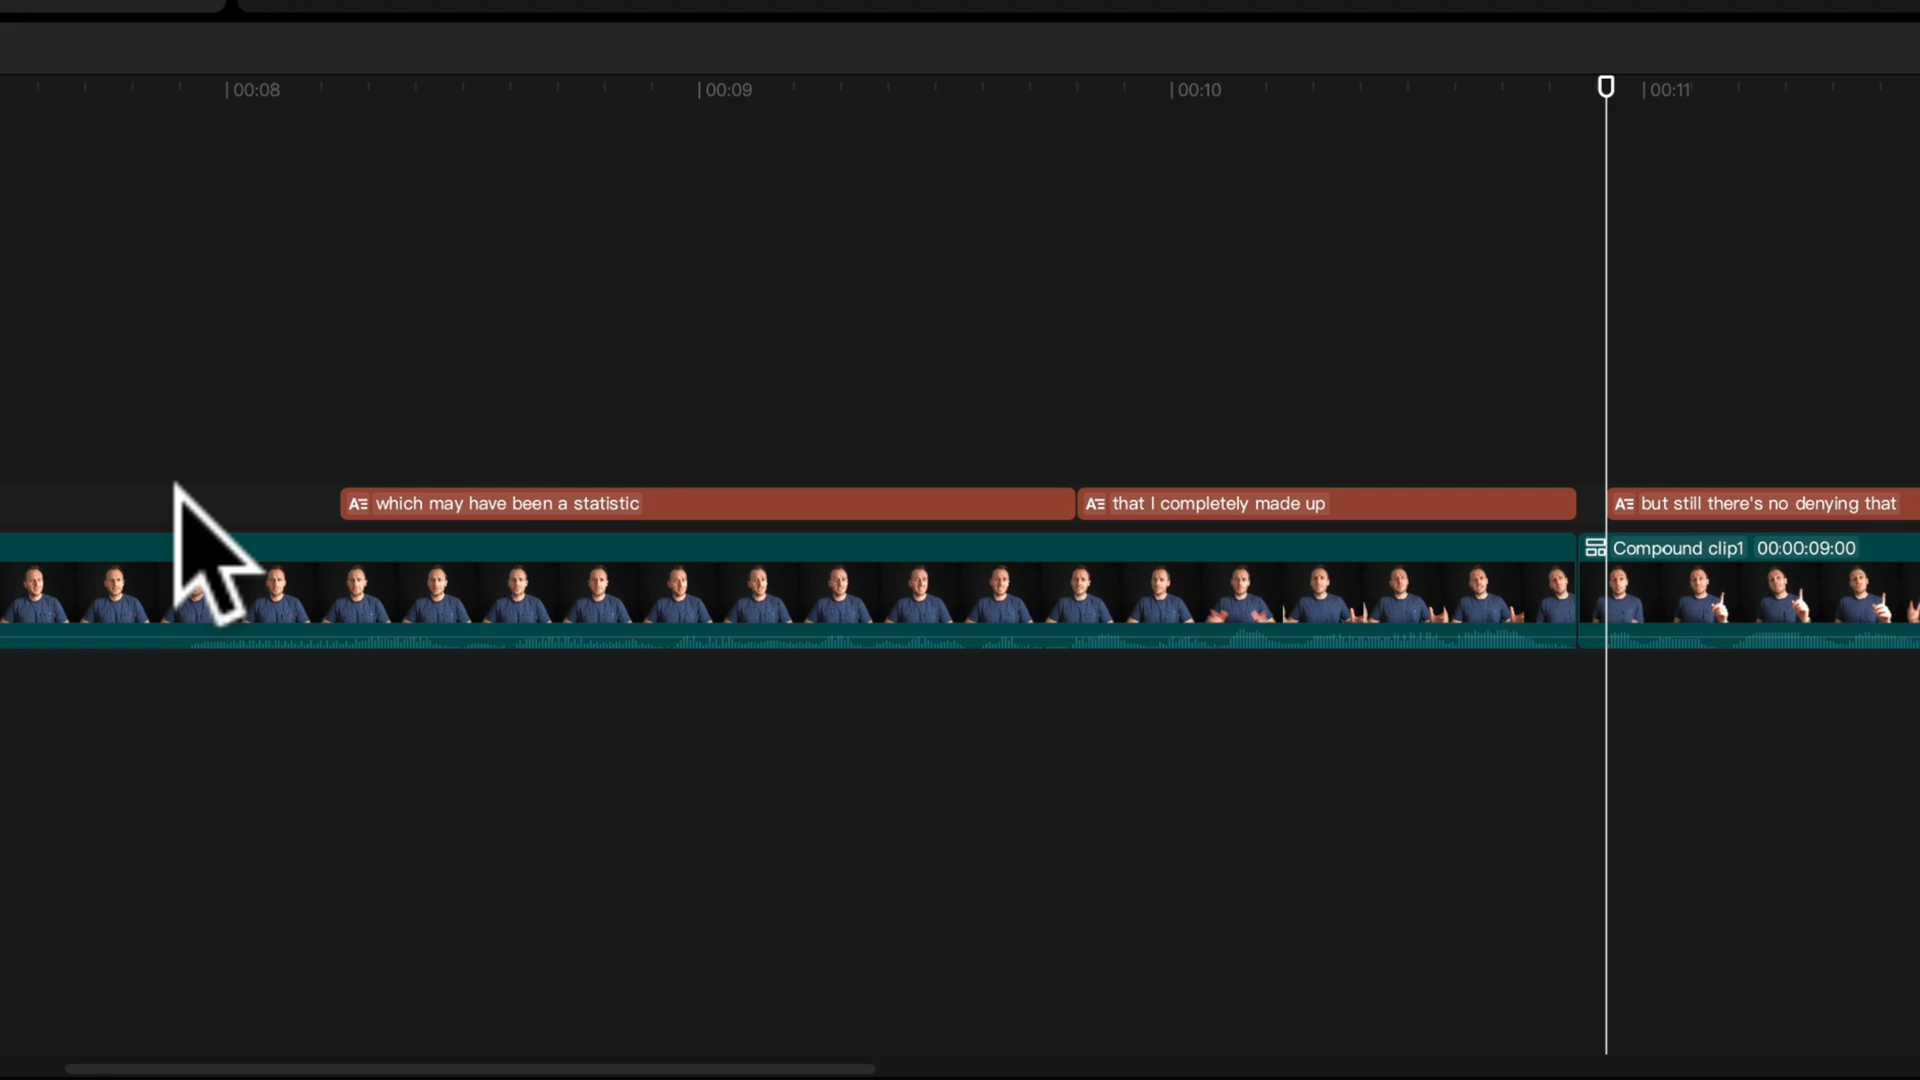 00:08
00:09
00:10
00:11
which may have been a statistic
that I completely made up
but still there's no denying that
Compound clip1 00:00:09:00